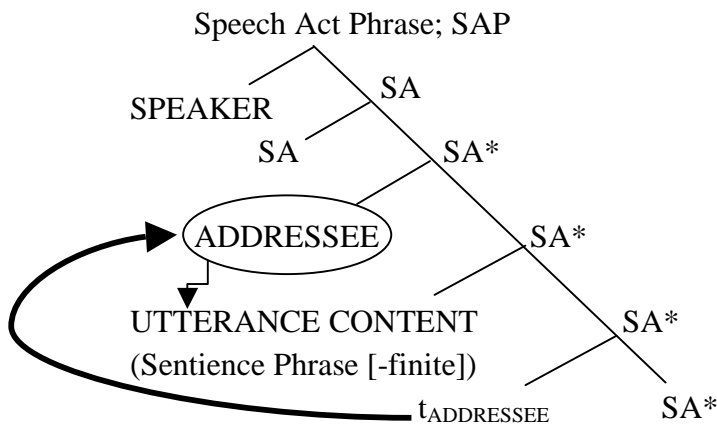 Speech Act Phrase; SAP
SA
SPEAKER
SA SA*
ADDRESSEE
SA*
UTTERANCE CONTENT
SA*
(Sentience Phrase [-finite])
tADDRESSEE SA*